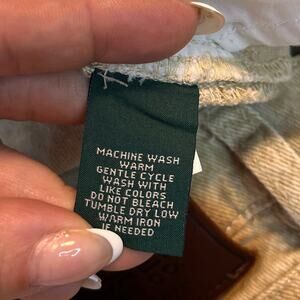 MACHINE WASH
WARM
GENTLE CYCLE
WASH WITH
LIKE COLORS
DO NOT BLEACH
TUMBLE DRY LOW
WARM IRON
IF NEEDED